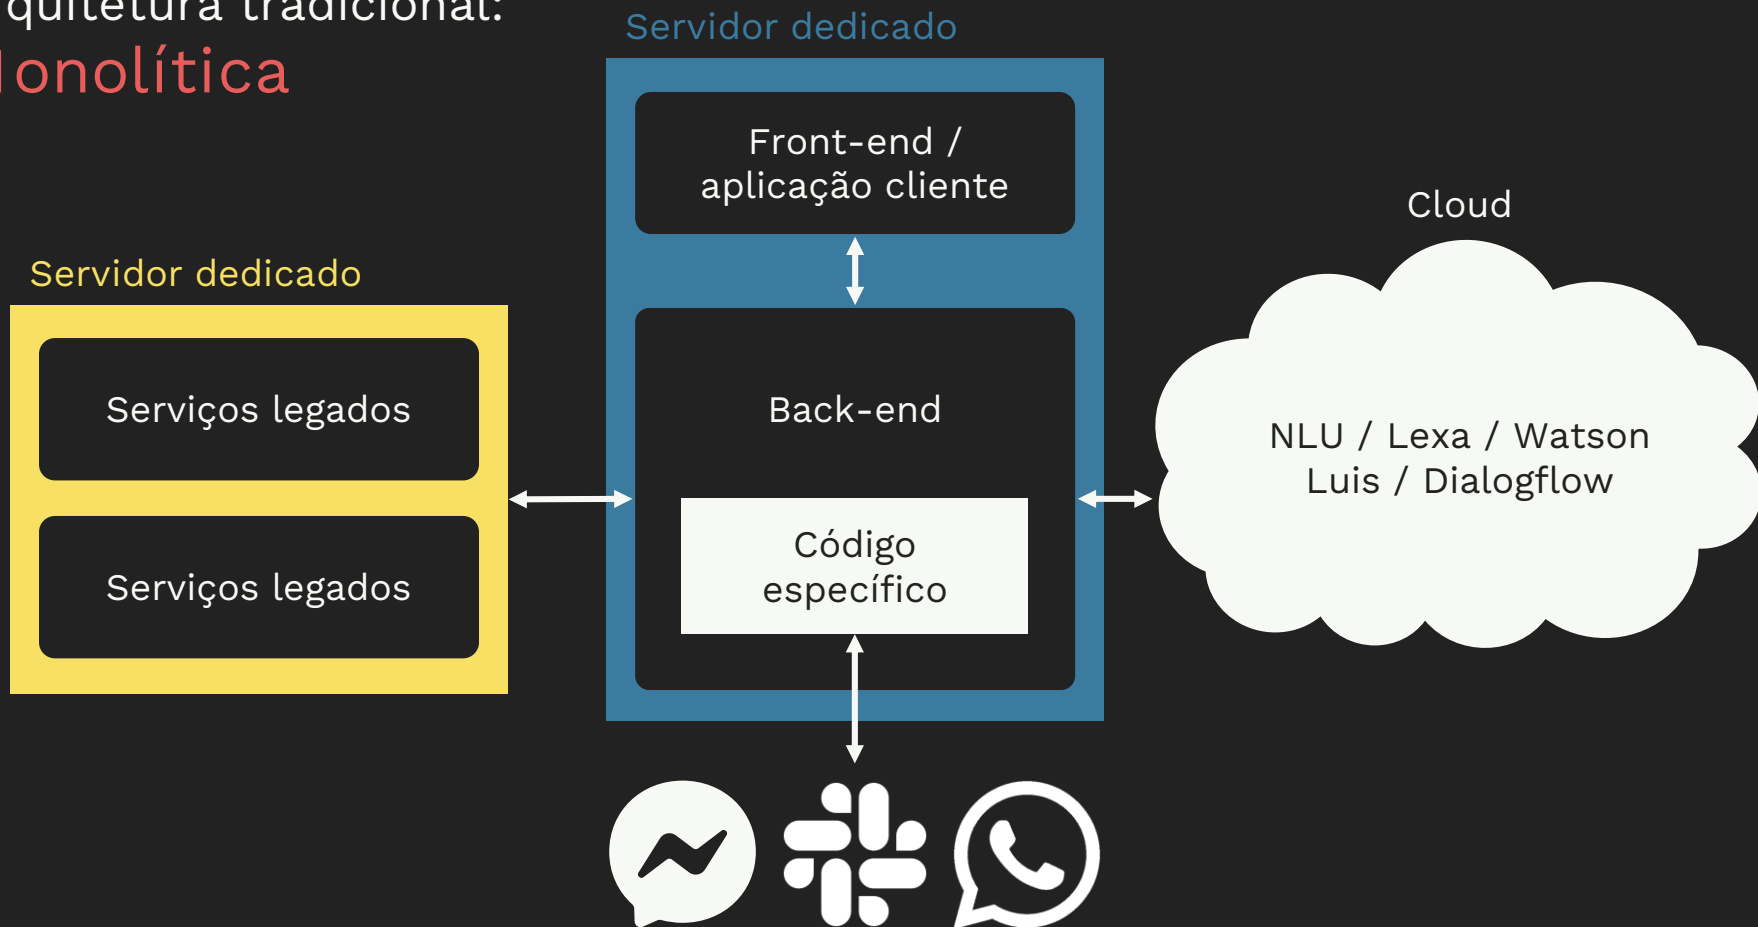 quitetura tradicional:
onolítica
Servidor dedicado
Front-end /
aplicação cliente
Cloud
Servidor dedicado
Serviços legados
Back-end
NLU / Lexa / Watson
Luis / Dialogflow
Código
específico
Serviços legados